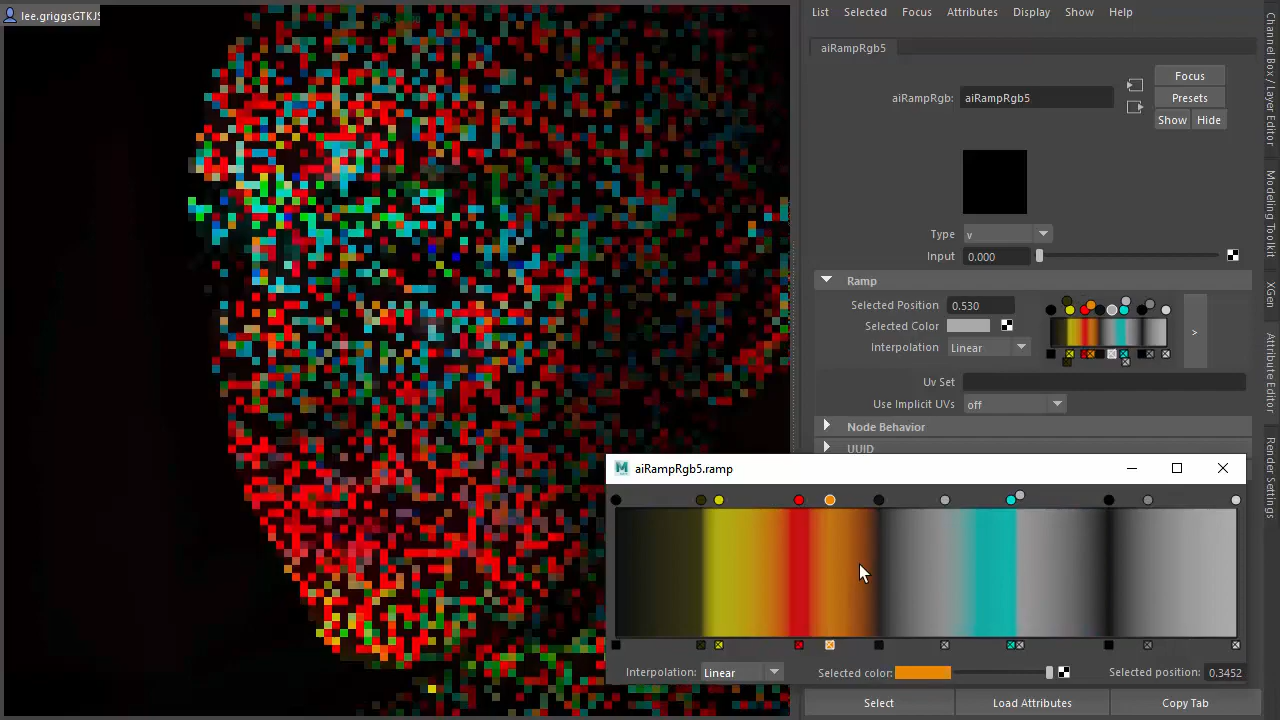 lee.griggsGTKJS
List Selected Focus Attributes Display Show Help
aiRampRgb5
aiRampRgb: aiRampRgb5
Focus
Presets
Show Hide
Type v
Input 0.000
Ramp
Selected Position 0.530
Selected Color
Interpolation Linear
>
Uv Set
Use Implicit UVs off
Node Behavior
UUID
aiRampRgb5.ramp
Interpolation: Linear Selected color: Selected position: 0.3452
Select Load Attributes Copy Tab
Channel Box / Layer Editor
Modeling Toolkit
XGen
Attribute Editor
Render Settings